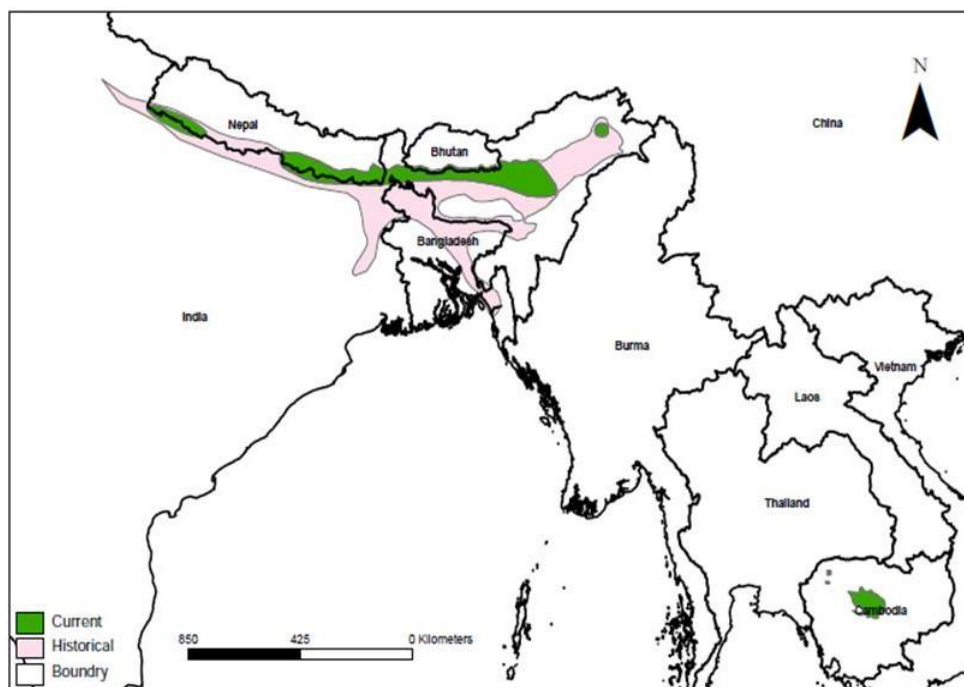 N
China
Nepal
Bhutan
Bangladesh
India
Burma
Vietnam
Laos
Thailand
Cambodia
Current
Historical
Boundry
850 425 0 Kilometers